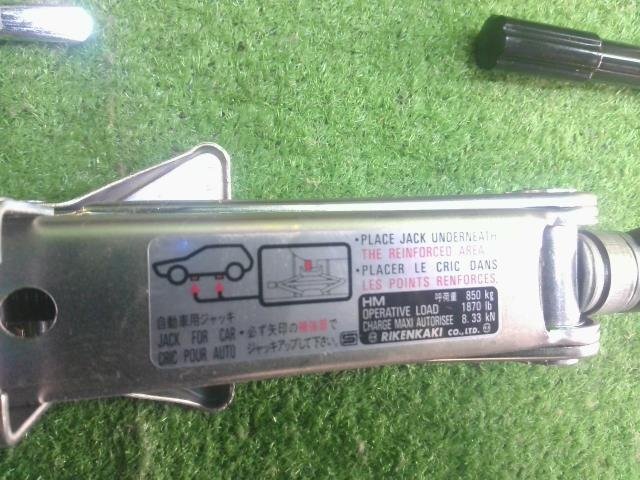 •PLACE JACK UNDERNEATH
THE REINFORCED AREA
•PLACER LE CRIC DANS
LES POINTS RENFORCES.
HM 呼荷重 850 kg
OPERATIVE LOAD 1870 lb
CHARGE MAXI AUTORISEE 8.33 kN
RIKENKAKI CO.,LTD.
自動車用ジャッキ
JACK FOR CAR
CRIC POUR AUTO
•必ず矢印の補強部で
ジャッキアップして下さい。